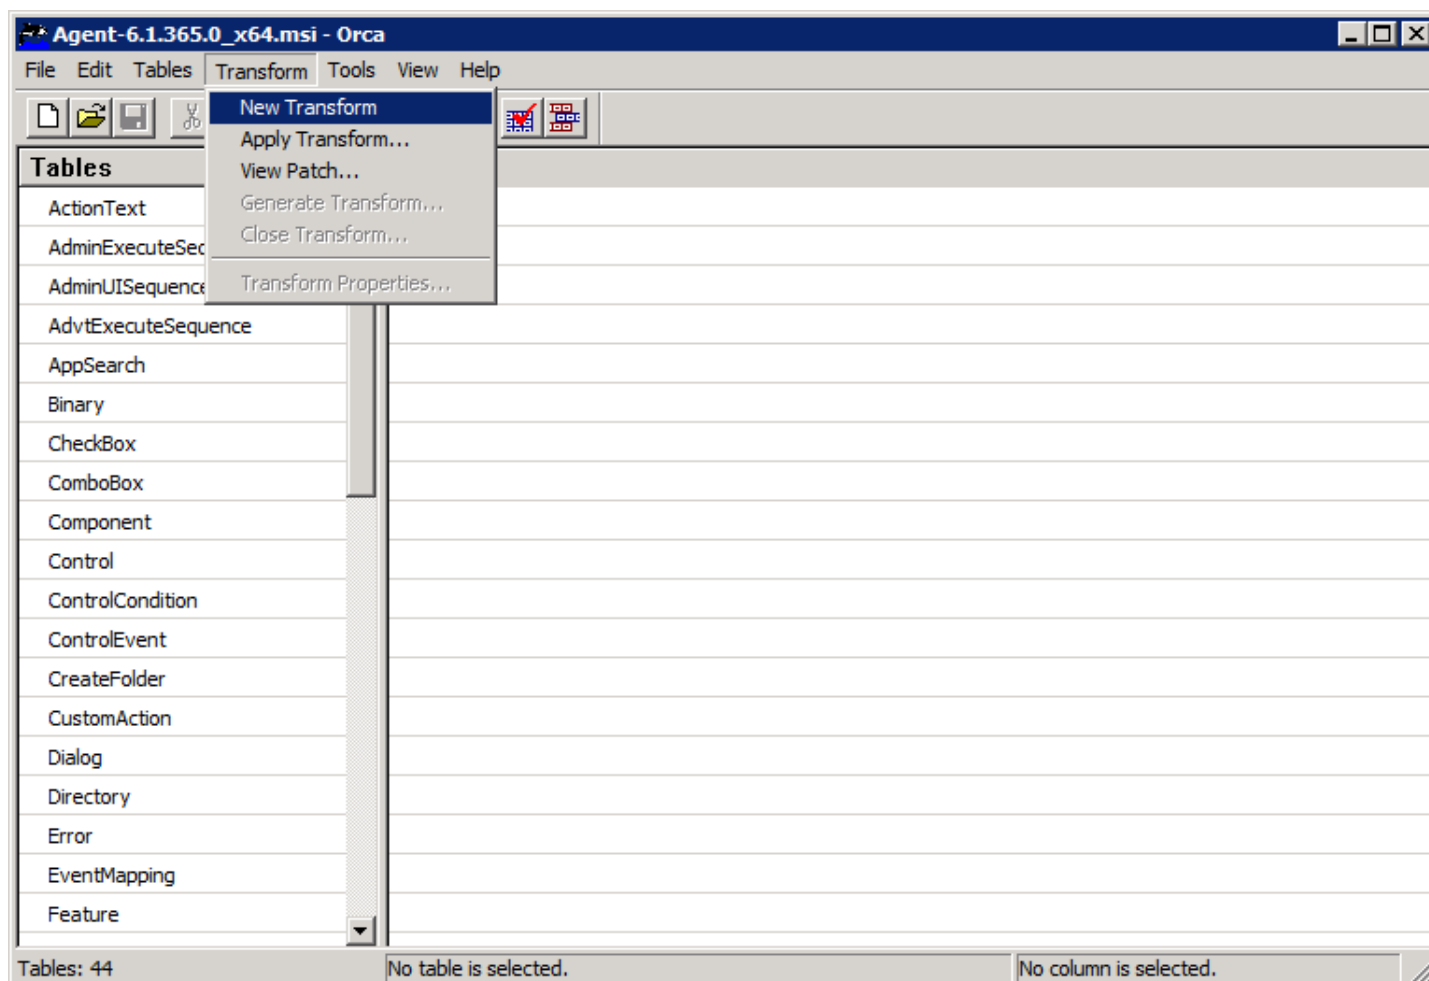 Agent-6.1.365.0_x64.msi - Orca
File Edit Tables Transform Tools View Help
New Transform
Apply Transform...
View Patch...
Generate Transform...
Close Transform...
Transform Properties...
Tables
ActionText
AdminExecuteSec
AdminUISequence
AdvtExecuteSequence
AppSearch
Binary
CheckBox
ComboBox
Component
Control
ControlCondition
ControlEvent
CreateFolder
CustomAction
Dialog
Directory
Error
EventMapping
Feature
Tables: 44 No table is selected. No column is selected.